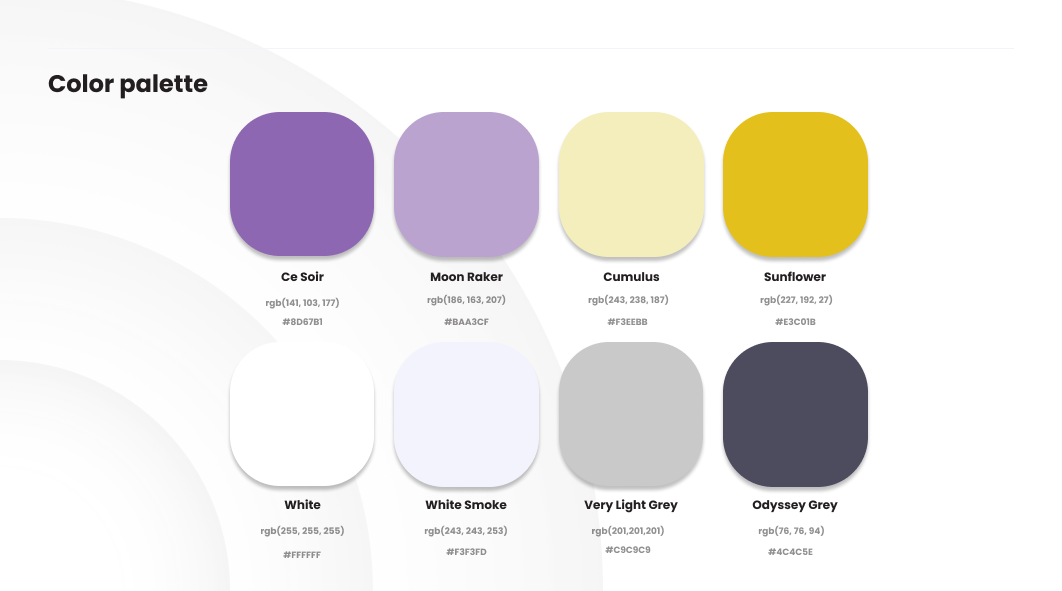 Color palette
Ce Soir
Moon Raker
Cumulus
Sunflower
rgb(141, 103, 177)
rgb(186, 163, 207)
rgb(243, 238, 187)
rgb(227, 192, 27)
#8D67B1
#BAA3CF
#F3EEBB
#E3C01B
White
White Smoke
Very Light Grey
Odyssey Grey
rgb(255, 255, 255)
rgb(243, 243, 253)
rgb(201,201,201)
rgb(76, 76, 94)
#FFFFFF
#F3F3FD
#C9C9C9
#4C4C5E